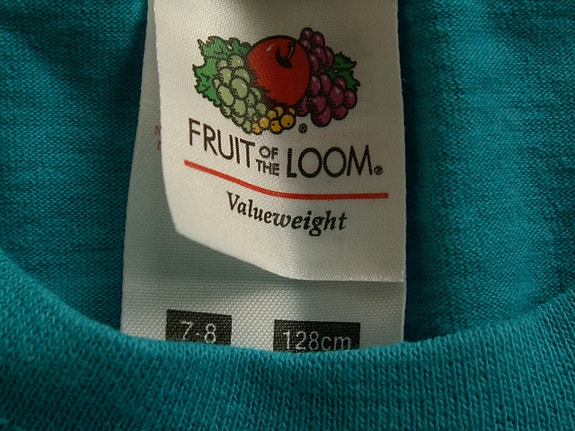 FRUIT OF THE LOOM®
Valueweight
7-8
128cm